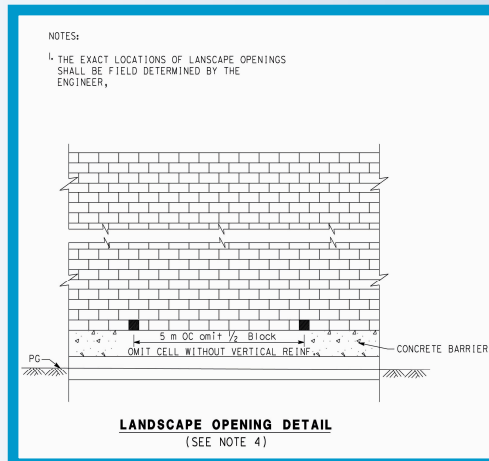 NOTES:
1. THE EXACT LOCATIONS OF LANSCAPE OPENINGS
SHALL BE FIELD DETERMINED BY THE
ENGINEER,
5 m OC omit 1/2 Block
OMIT CELL WITHOUT VERTICAL REINF.
PG
CONCRETE BARRIER
LANDSCAPE OPENING DETAIL
(SEE NOTE 4)